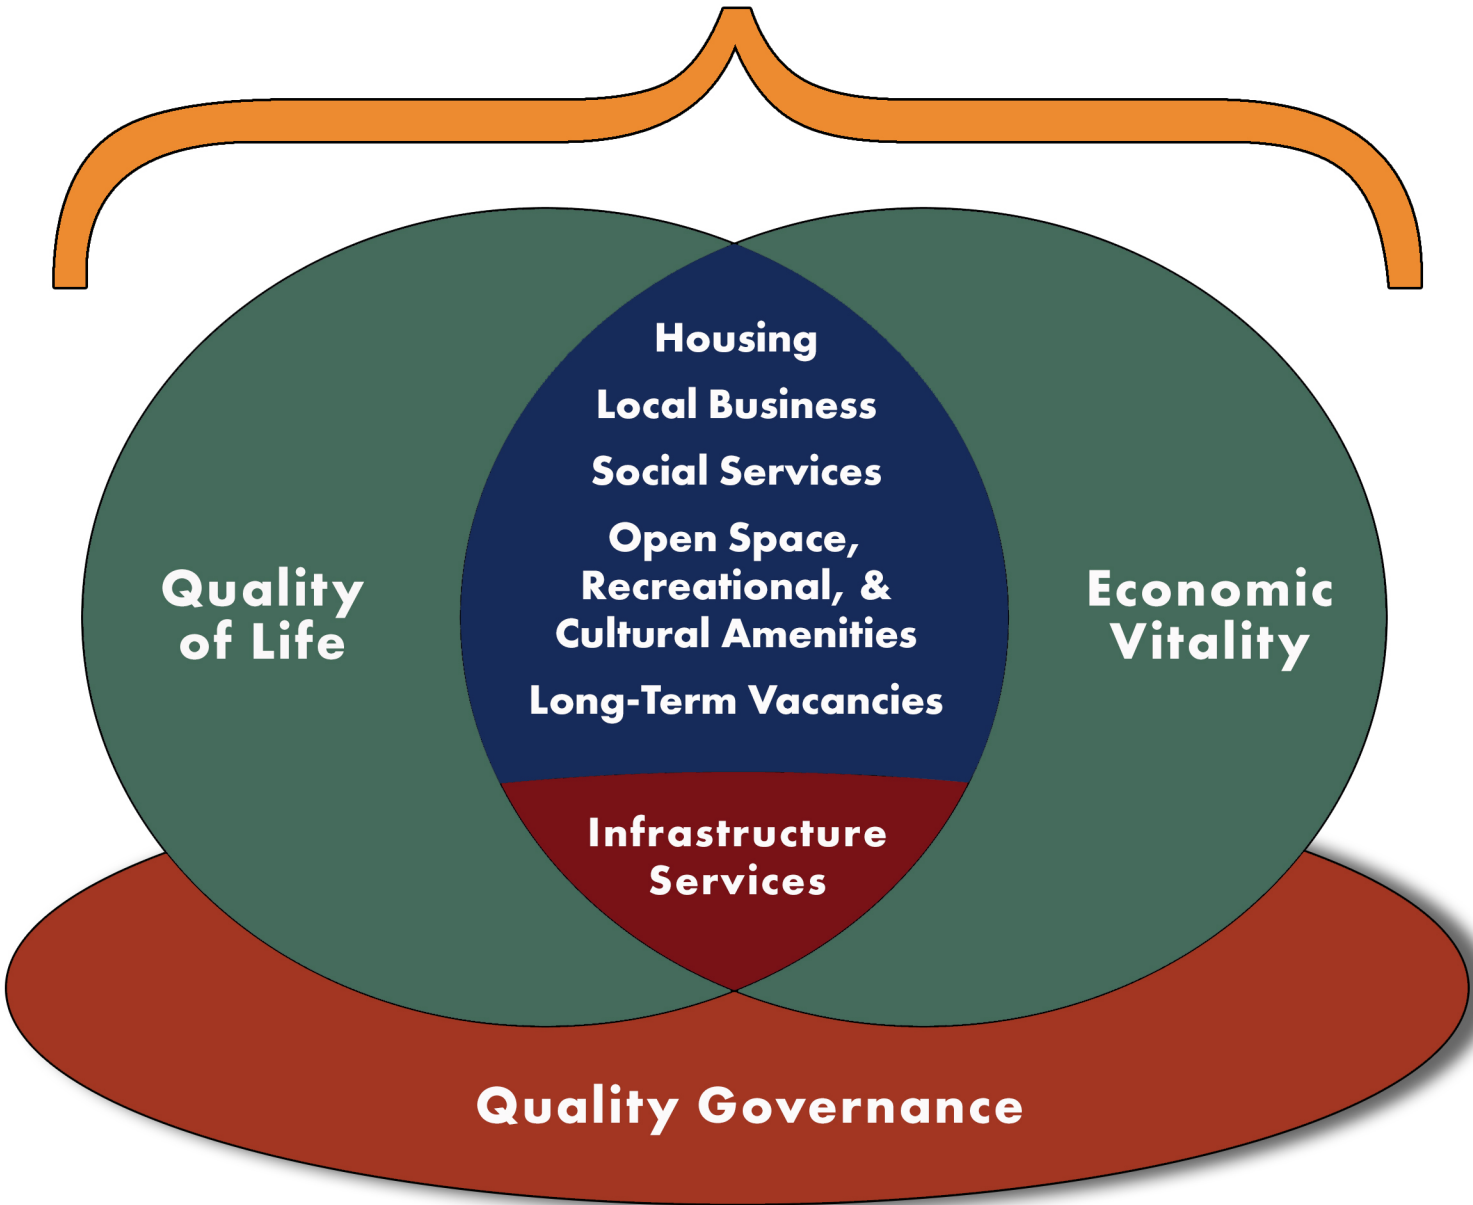 Housing
Local Business
Social Services
Open Space,
Recreational, &
Cultural Amenities
Long-Term Vacancies
Quality
of Life
Economic
Vitality
Infrastructure
Services
Quality Governance